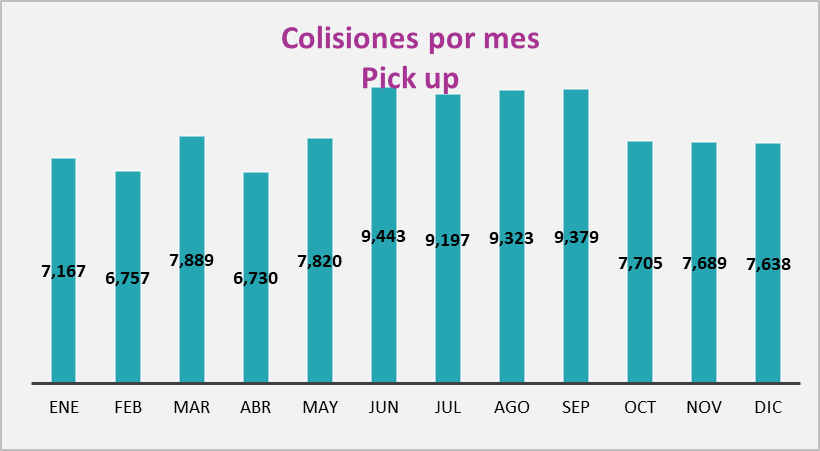 Colisiones por mes
Pick up
7,167 6,757 7,889 6,730 7,820 9,443 9,197 9,323 9,379 7,705 7,689 7,638
ENE FEB MAR ABR MAY JUN JUL AGO SEP OCT NOV DIC